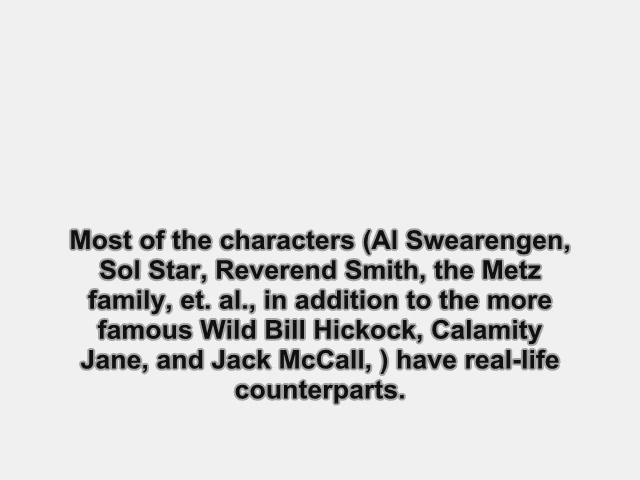 Most of the characters (Al Swearengen,
Sol Star, Reverend Smith, the Metz
family, et. al., in addition to the more
famous Wild Bill Hickock, Calamity
Jane, and Jack McCall, ) have real-life
counterparts.